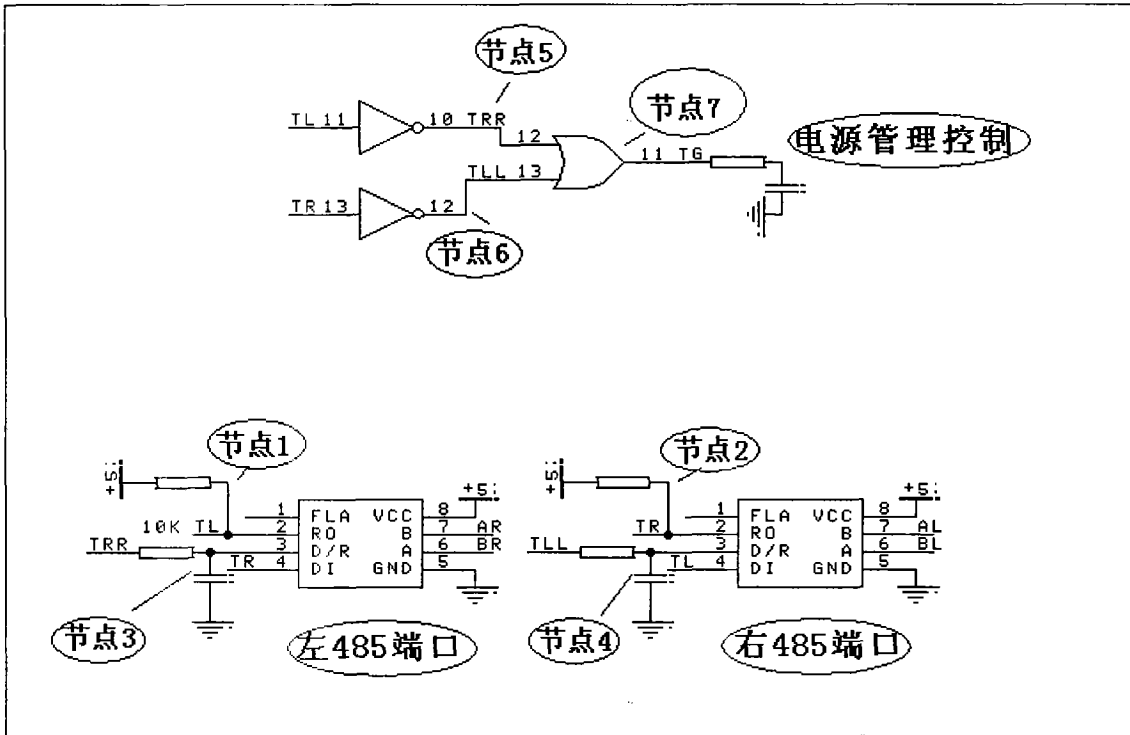 节点5
节点7
TL 11 10 TRR
12
电源管理控制
11 TG
TLL 13
TR 13 12
节点6
节点1
节点2
+5
+5
+5
+5
1 FLA VCC 8
10K TL 2 RO B 7 AR
TRR 3 D/R A 6 BR
TR 4 DI GND 5
1 FLA VCC 8
TR 2 RO B 7 AL
TLL 3 D/R A 6 BL
TL 4 DI GND 5
节点3
左485端口
节点4
右485端口